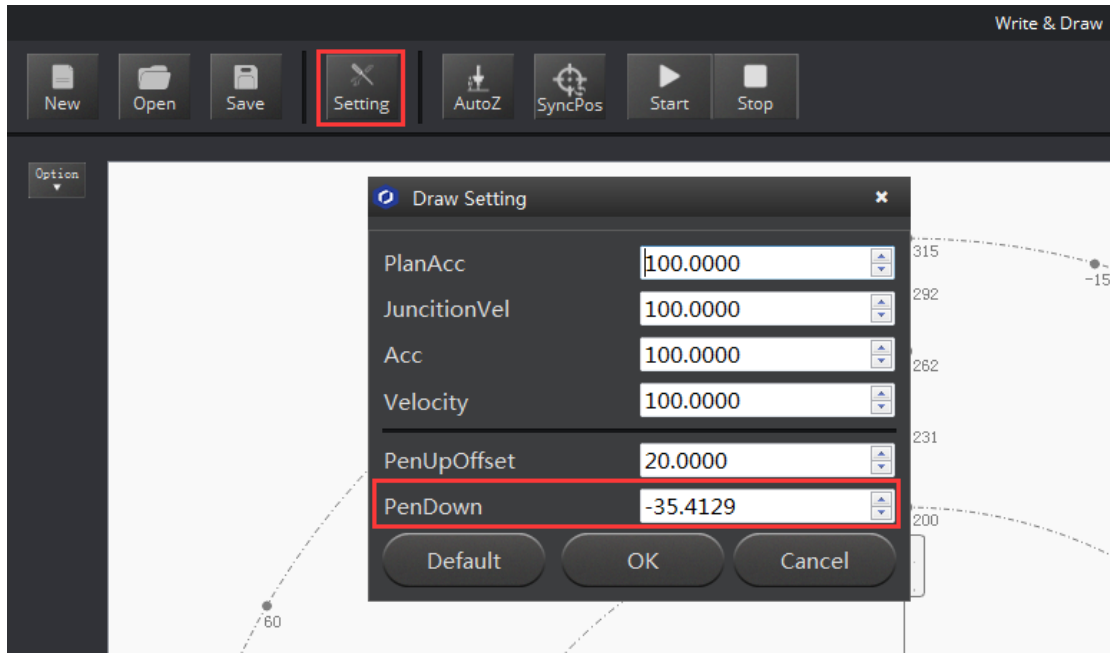 Write & Draw
New Open Save Setting AutoZ SyncPos Start Stop
Option
Draw Setting
PlanAcc 100.0000
JuncitionVel 100.0000
Acc 100.0000
Velocity 100.0000
PenUpOffset 20.0000
PenDown -35.4129
Default OK Cancel
315
-15
292
262
231
200
60